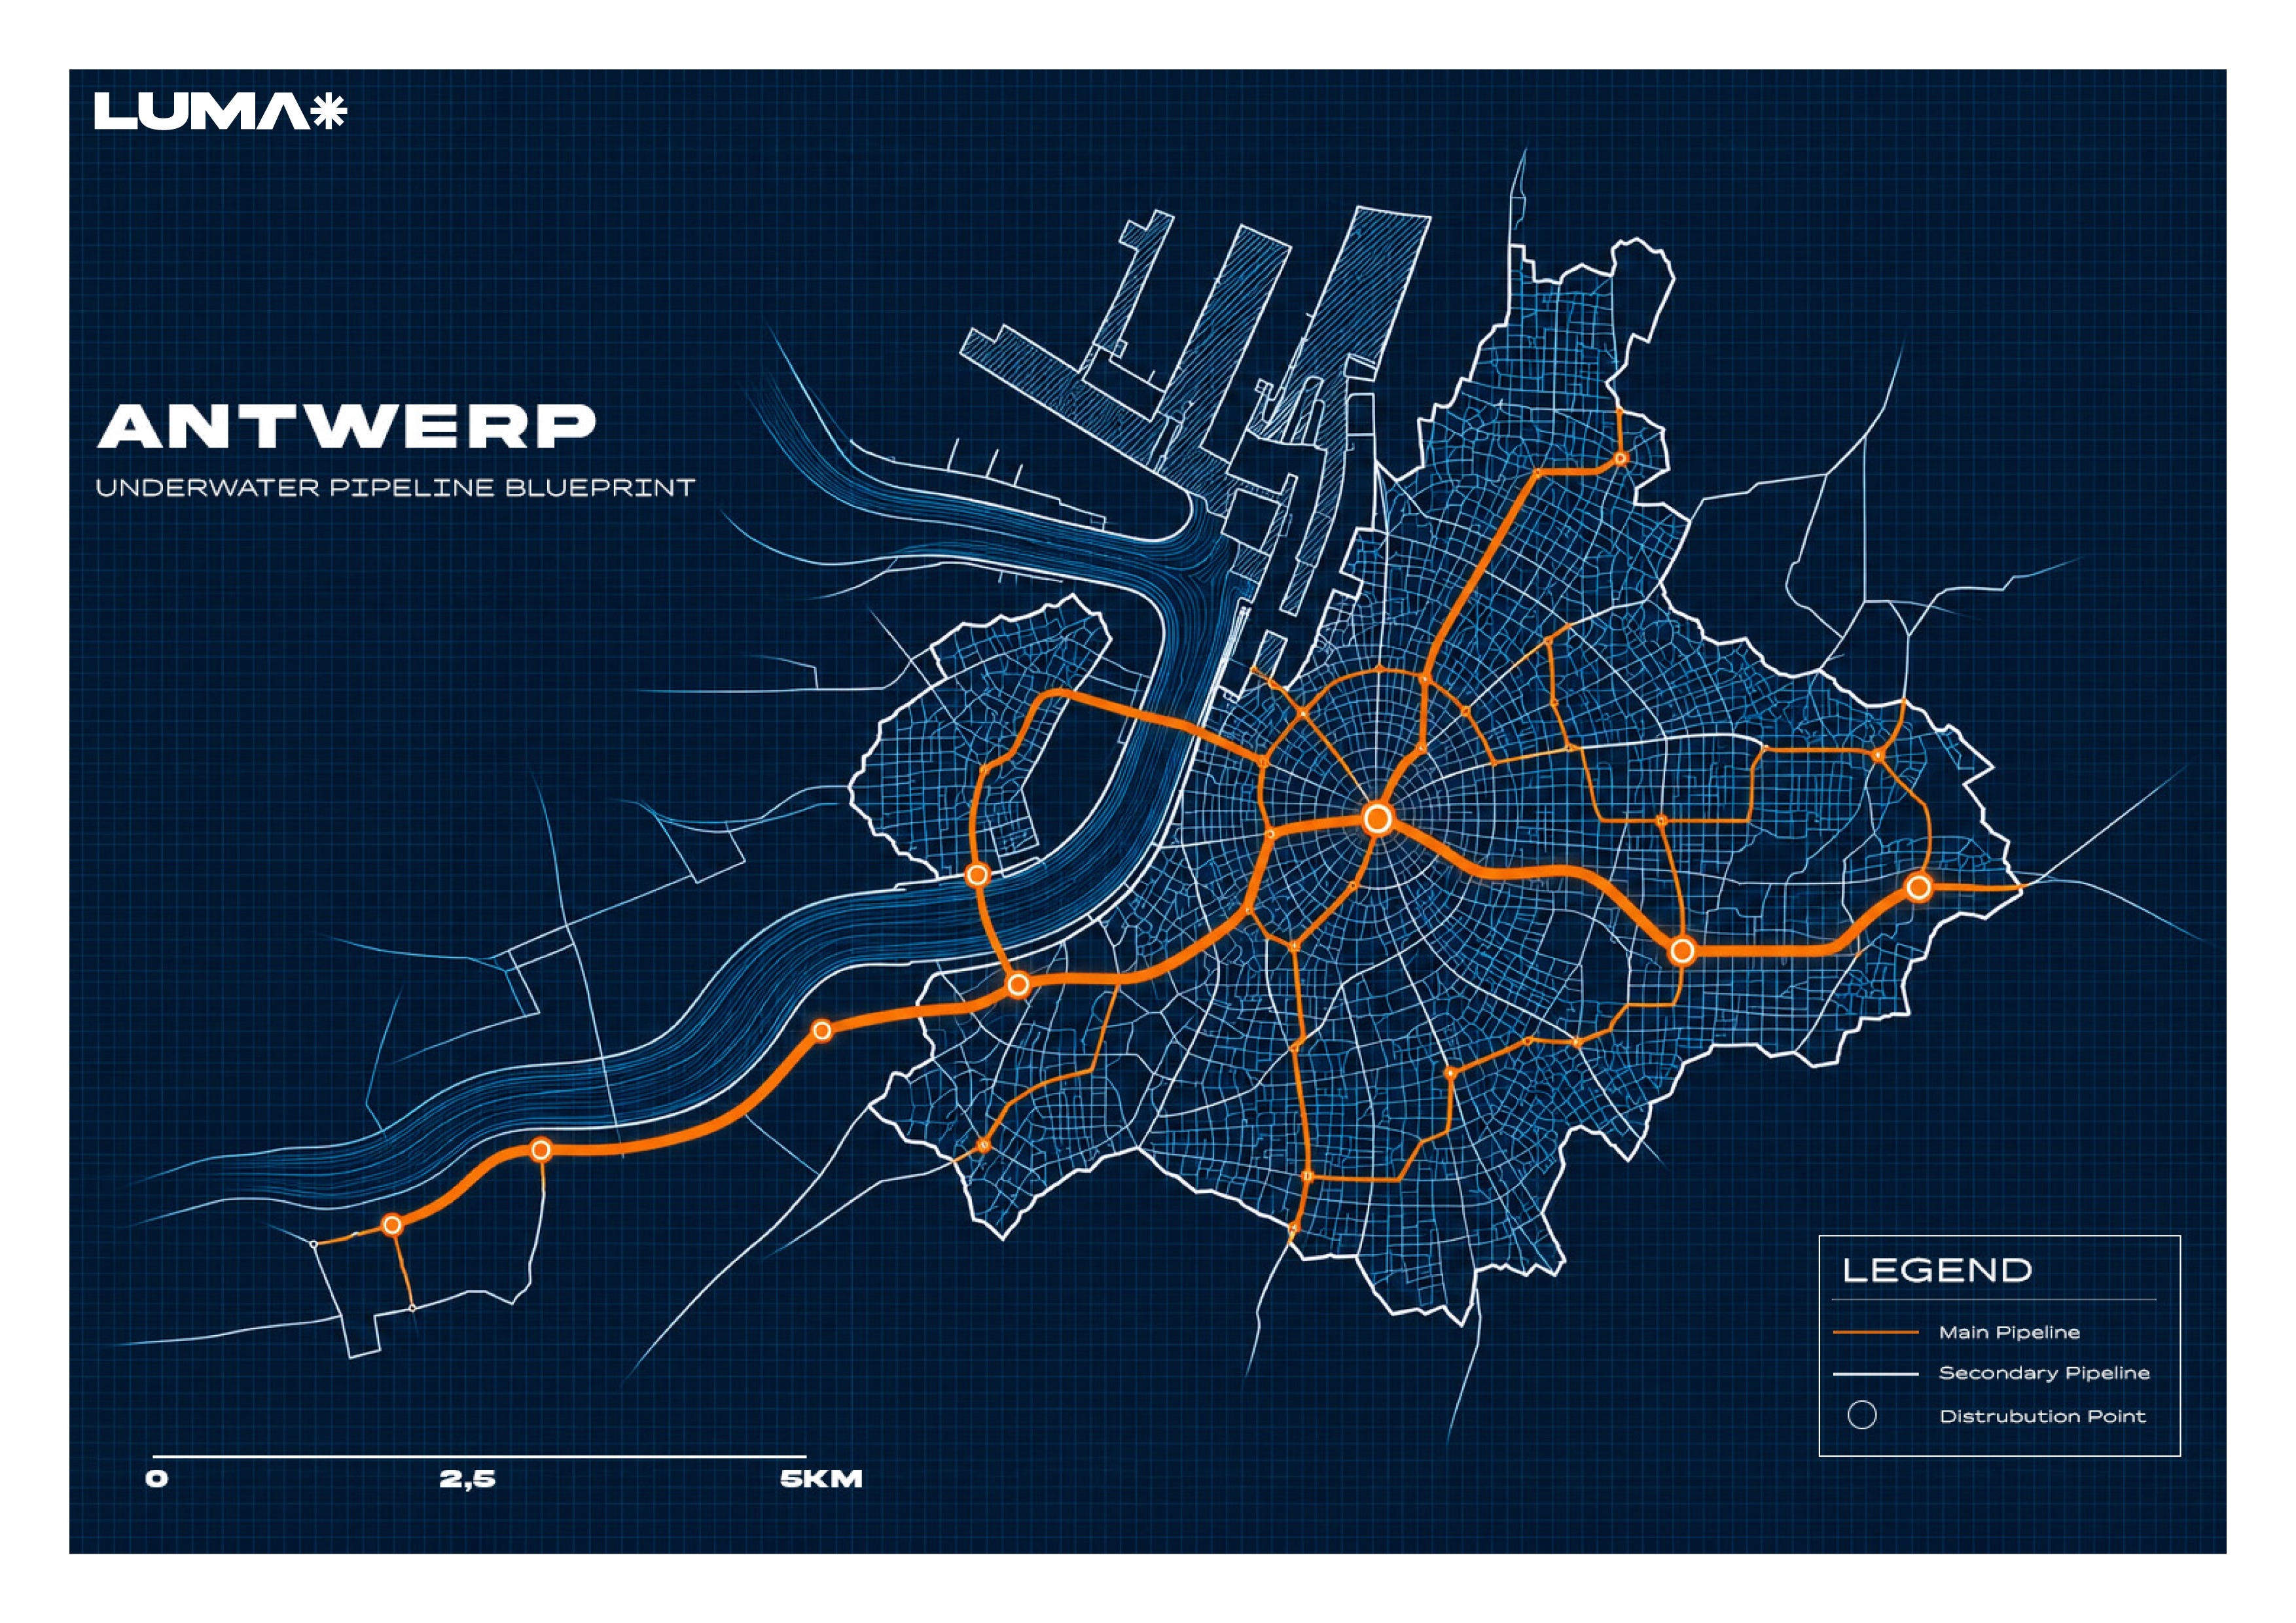 LUMA*
ANTWERP
UNDERWATER PIPELINE BLUEPRINT
LEGEND
Main Pipeline
Secondary Pipeline
Distrubution Point
0 2,5 5KM